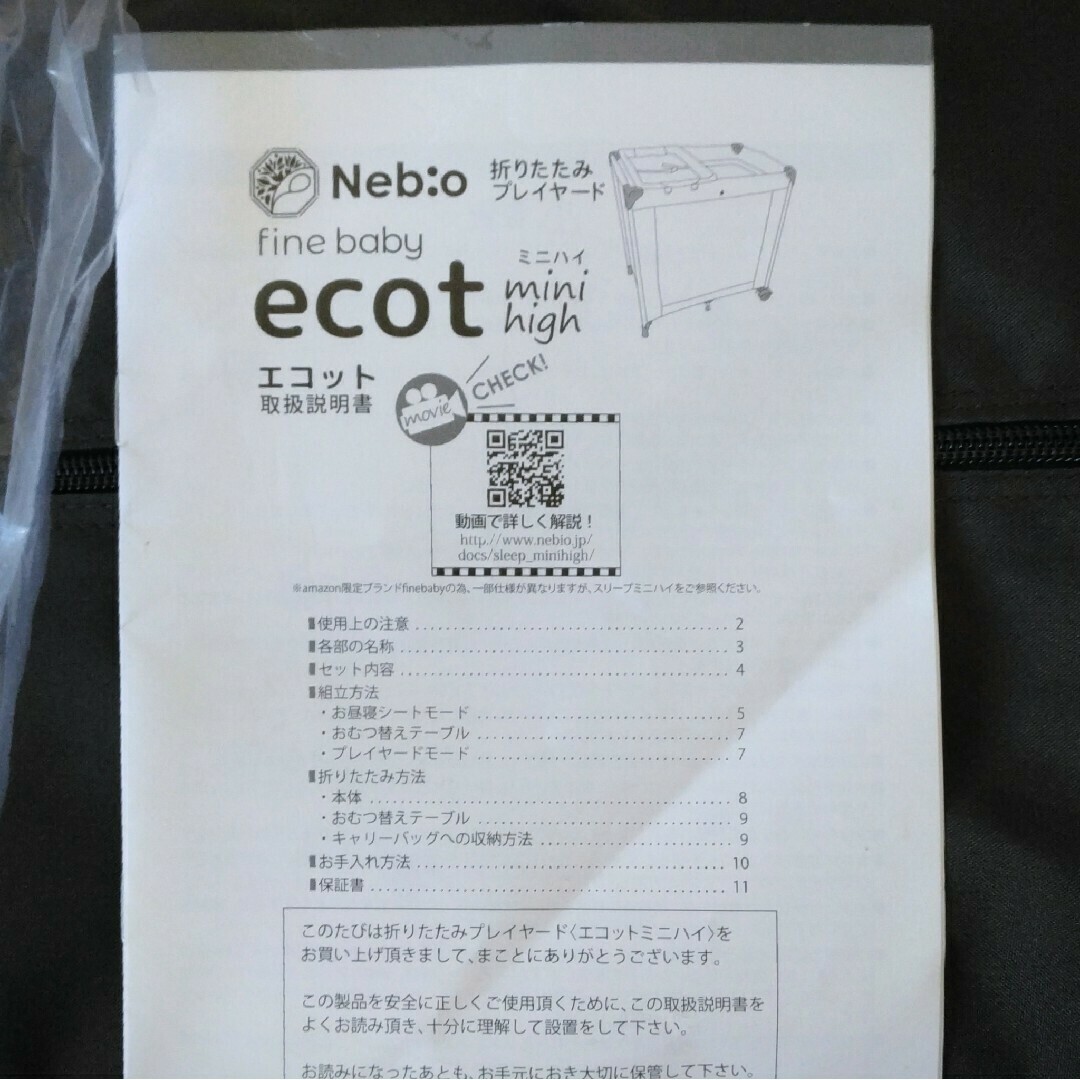 Neb:o
折りたたみ
プレイヤード
fine baby
ecot
ミニハイ
mini
high
エコット
取扱説明書
movie
CHECK!
動画で詳しく解説！
http://www.nebio.jp/
docs/sleep_minihigh/
※amazon限定ブランドfinebabyの為、一部仕様が異なりますが、スリープミニハイをご参照ください。
使用上の注意 2
各部の名称 3
セット内容 4
組立方法
・お昼寝シートモード 5
・おむつ替えテーブル 7
・プレイヤードモード 7
折りたたみ方法
・本体 8
・おむつ替えテーブル 9
・キャリーバッグへの収納方法 9
お手入れ方法 10
保証書 11
このたびは折りたたみプレイヤード〈エコットミニハイ〉を
お買い上げ頂きまして、まことにありがとうございます。
この製品を安全に正しくご使用頂くために、この取扱説明書を
よくお読み頂き、十分に理解して設置をして下さい。
お読みになったあとも、お手元におき大切に保管して下さい。